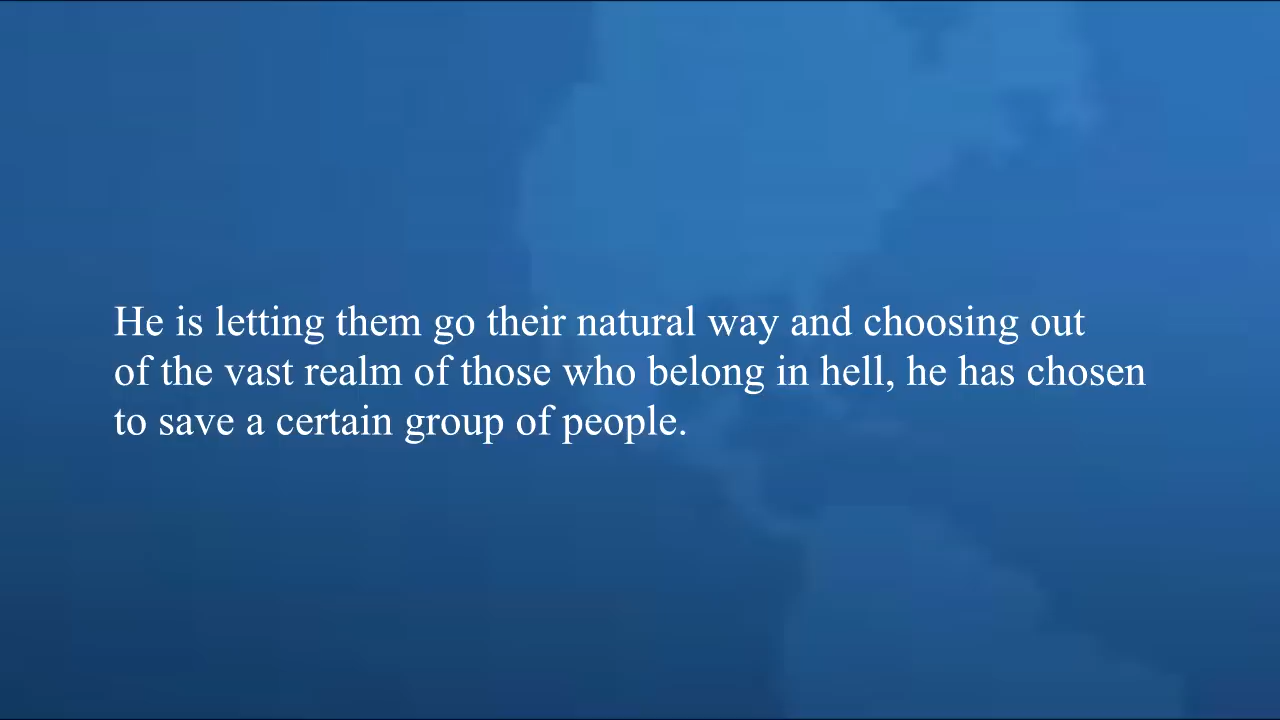 He is letting them go their natural way and choosing out
of the vast realm of those who belong in hell, he has chosen
to save a certain group of people.